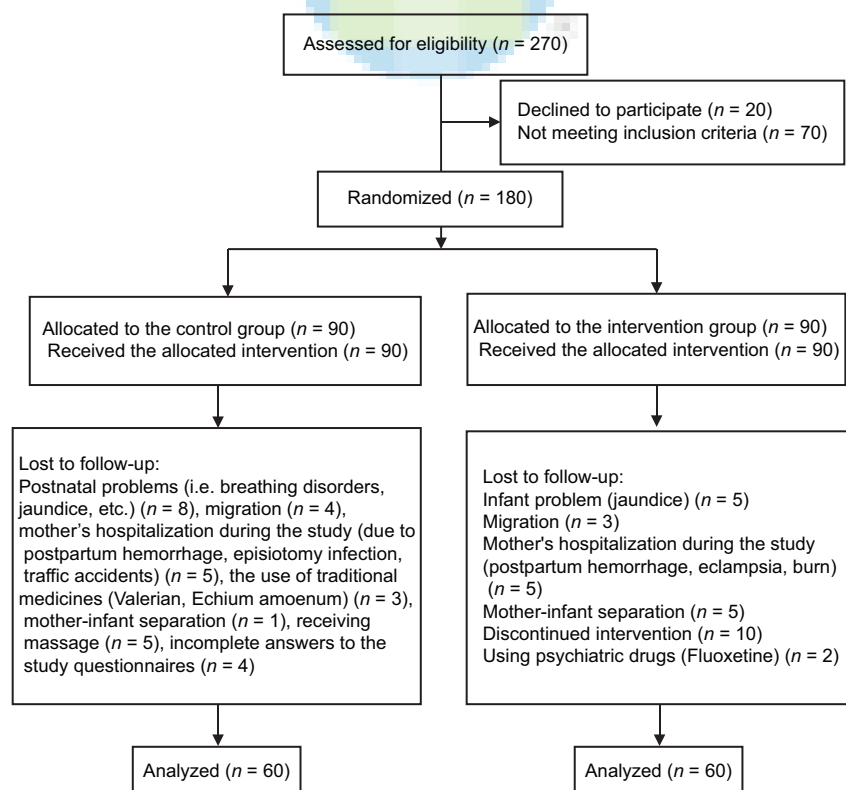 Assessed for eligibility (n = 270)
Declined to participate (n = 20)
Not meeting inclusion criteria (n = 70)
Randomized (n = 180)
Allocated to the control group (n = 90)
Received the allocated intervention (n = 90)
Allocated to the intervention group (n = 90)
Received the allocated intervention (n = 90)
Lost to follow-up:
Postnatal problems (i.e. breathing disorders,
jaundice, etc.) (n = 8), migration (n = 4),
mother's hospitalization during the study (due to
postpartum hemorrhage, episiotomy infection,
traffic accidents) (n = 5), the use of traditional
medicines (Valerian, Echium amoenum) (n = 3),
mother-infant separation (n = 1), receiving
massage (n = 5), incomplete answers to the
study questionnaires (n = 4)
Lost to follow-up:
Infant problem (jaundice) (n = 5)
Migration (n = 3)
Mother's hospitalization during the study
(postpartum hemorrhage, eclampsia, burn)
(n = 5)
Mother-infant separation (n = 5)
Discontinued intervention (n = 10)
Using psychiatric drugs (Fluoxetine) (n = 2)
Analyzed (n = 60)
Analyzed (n = 60)